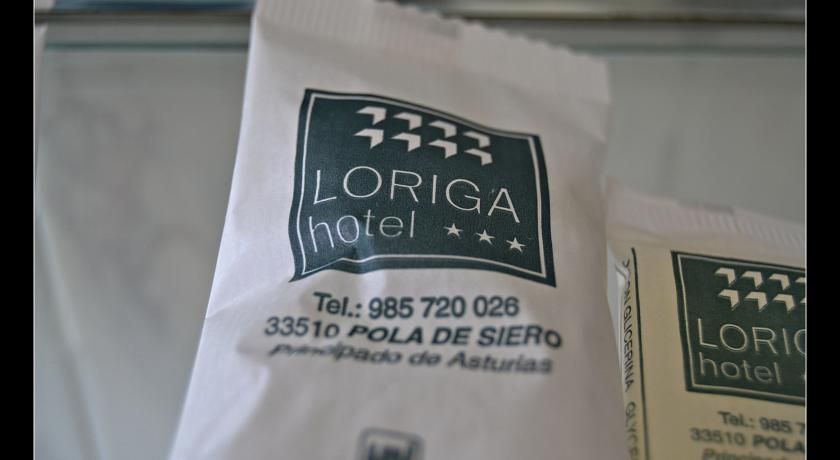 LORIGA
hotel ★★★
Tel.: 985 720 026
33510 POLA DE SIERO
Principado de Asturias
GLICERINA
LORIG
hotel
Tel.: 985 7
33510 POLA
Principado